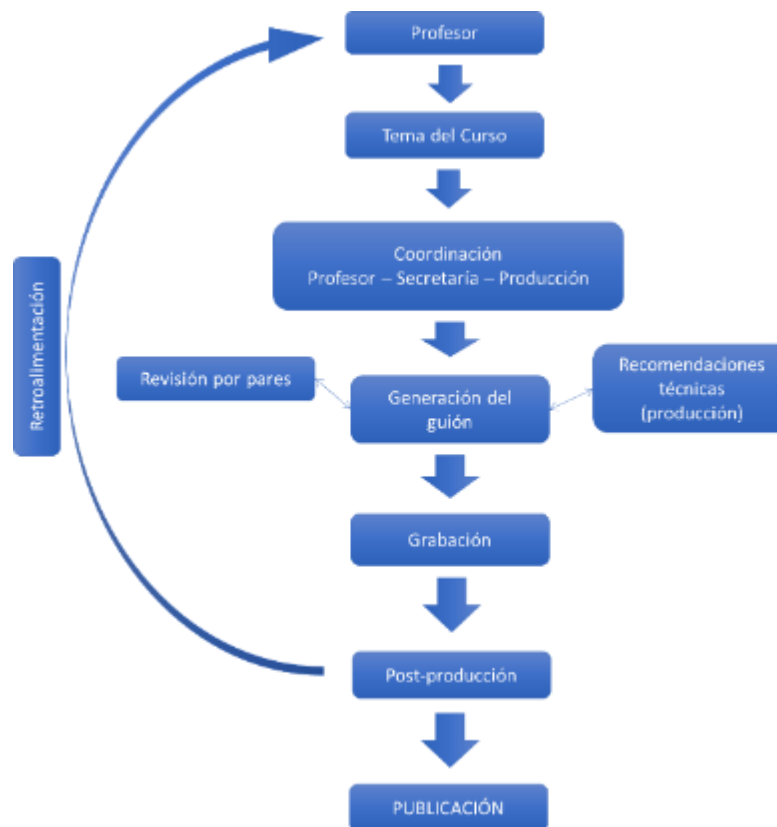 Profesor
Tema del Curso
Coordinación
Profesor – Secretaría – Producción
Retroalimentación
Revisión por pares
Generación del
guión
Recomendaciones
técnicas
(producción)
Grabación
Post-producción
PUBLICACIÓN